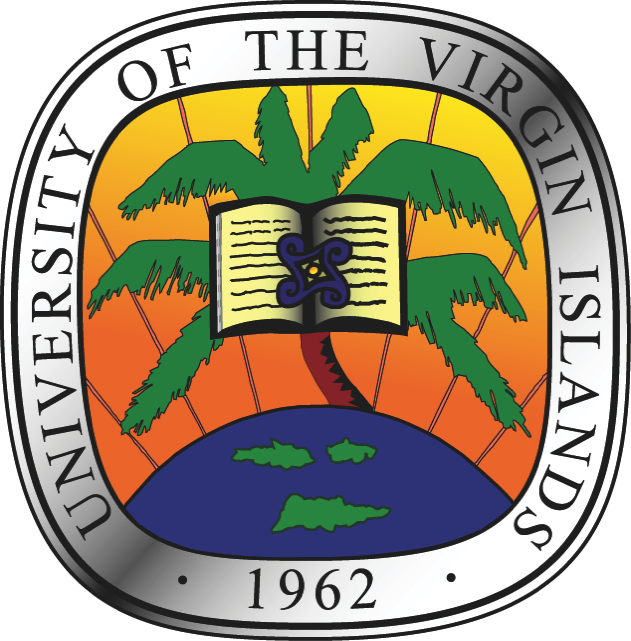 UNIVERSITY OF THE VIRGIN ISLANDS
· 1962 ·